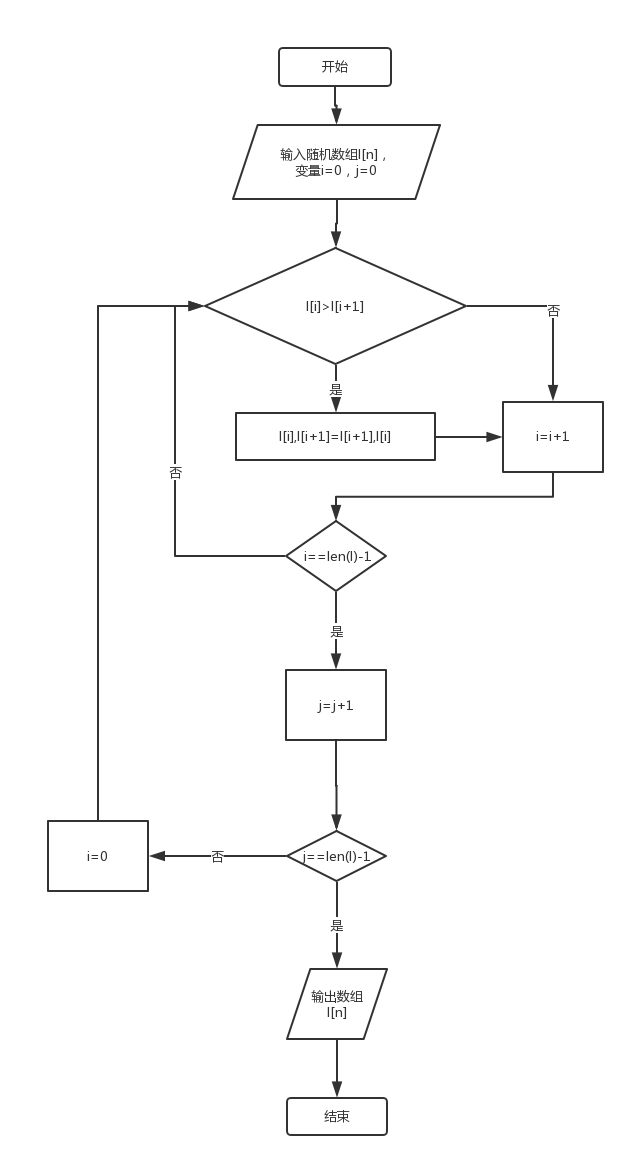 开始
输入随机数组l[n]，
变量i=0，j=0
l[i]>l[i+1]
否
是
l[i],l[i+1]=l[i+1],l[i]
i=i+1
否
i==len(l)-1
是
j=j+1
i=0
否
j==len(l)-1
是
输出数组
l[n]
结束